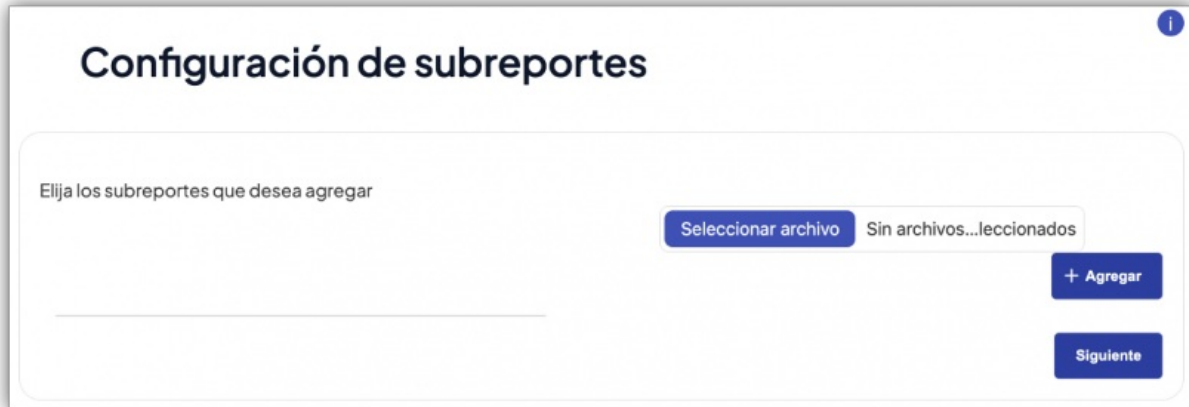 i
Configuración de subreportes
Elija los subreportes que desea agregar
Seleccionar archivo Sin archivos...leccionados
+ Agregar
Siguiente